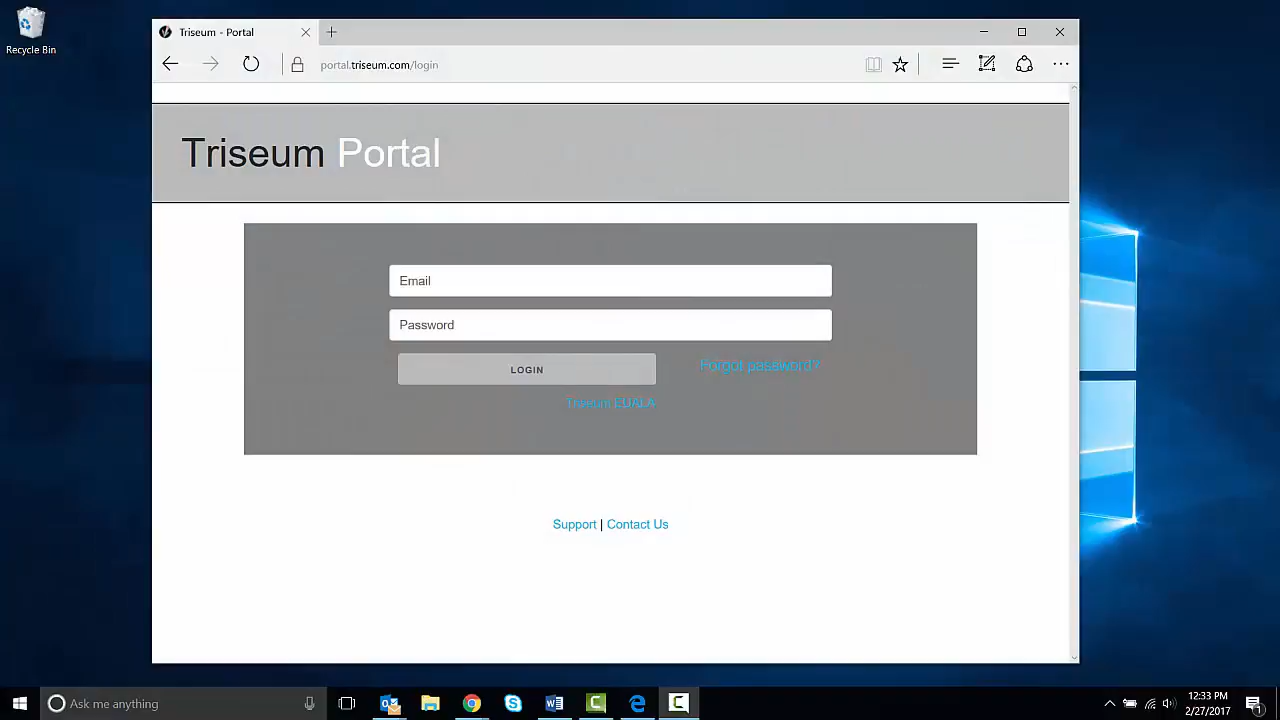 Recycle Bin
Triseum - Portal
portal.triseum.com/login
Triseum Portal
Email
Password
LOGIN
Forgot password?
Triseum EUALA
Support | Contact Us
Ask me anything
12:33 PM
2/27/2017
1